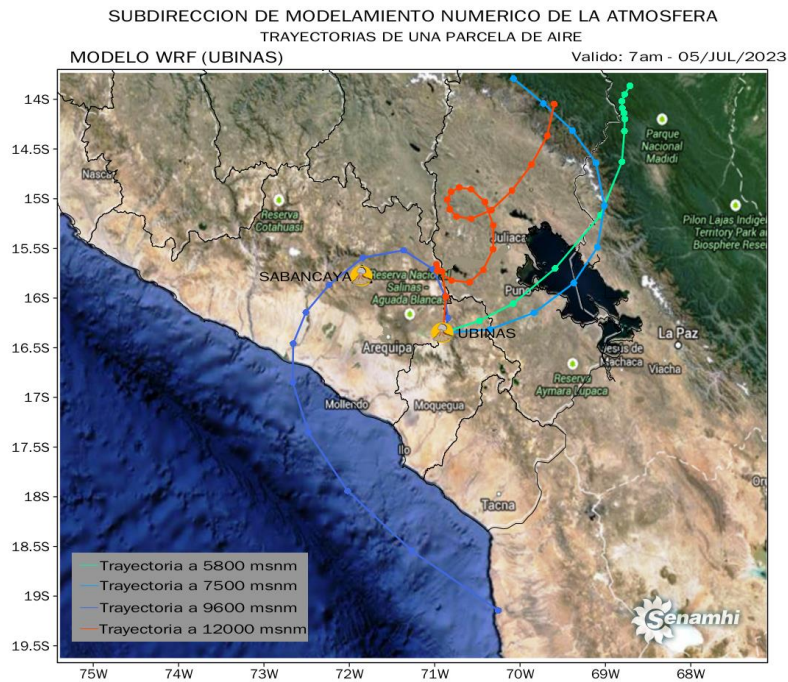 SUBDIRECCION DE MODELAMIENTO NUMERICO DE LA ATMOSFERA
TRAYECTORIAS DE UNA PARCELA DE AIRE
MODELO WRF (UBINAS)
Valido: 7am - 05/JUL/2023
14S
14.5S
15S
15.5S
16S
16.5S
17S
17.5S
18S
18.5S
19S
19.5S
Parque
Nacional
Madidi
Nasca
Reserva
Cotahuasi
Pilon Lajas Indige
Territory Park a
Biosphere Rese
Juliaca
SABANCAYA
Reserva Nacional
Salinas -
Aguada Blanca
Puno
UBINAS
La Paz
Arequipa
Jesus de
Machaca
Viacha
Reserva
Aymara Lupaca
Mollendo
Moquegua
Ilo
Tacna
Trayectoria a 5800 msnm
Trayectoria a 7500 msnm
Trayectoria a 9600 msnm
Trayectoria a 12000 msnm
Senamhi
75W
74W
73W
72W
71W
70W
69W
68W